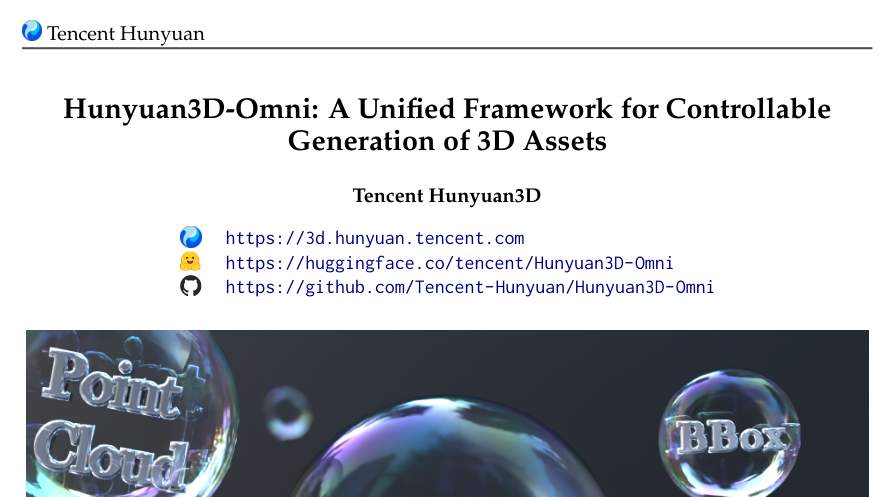 Tencent Hunyuan
Hunyuan3D-Omni: A Unified Framework for Controllable
Generation of 3D Assets
Tencent Hunyuan3D
https://3d.hunyuan.tencent.com
https://huggingface.co/tencent/Hunyuan3D-Omni
https://github.com/Tencent-Hunyuan/Hunyuan3D-Omni
Point
Cloud
BBox